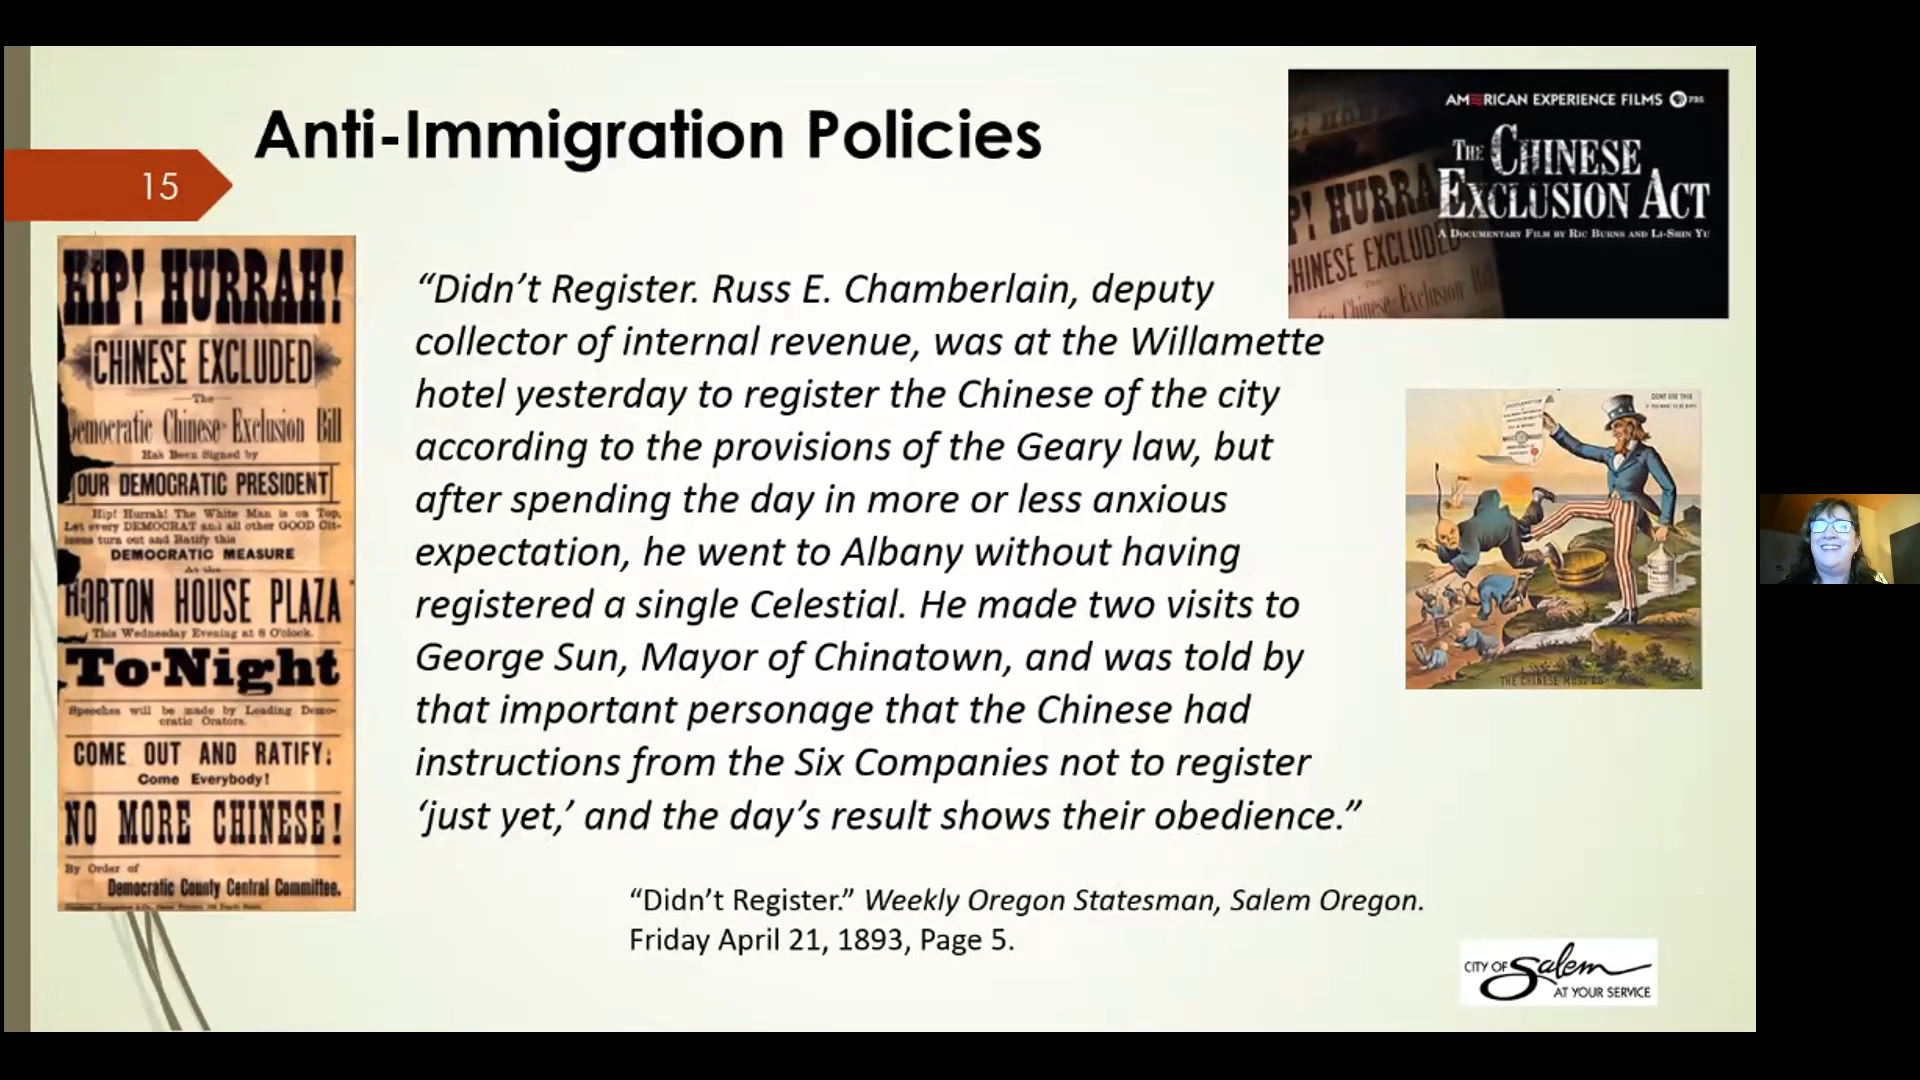 Anti-Immigration Policies
15
HIP! HURRAH!
CHINESE EXCLUDED
The
Democratic Chinese Exclusion Bill
Has Been Signed by
OUR DEMOCRATIC PRESIDENT
Hip! Hurrah! The White Man is on Top,
Let every DEMOCRAT and all other GOOD Cit-
izens turn out and Ratify this
DEMOCRATIC MEASURE
At the
HORTON HOUSE PLAZA
This Wednesday Evening at 8 O'clock.
To-Night
Speeches will be made by Leading Demo-
cratic Orators.
COME OUT AND RATIFY:
Come Everybody!
NO MORE CHINESE!
By Order of
Democratic County Central Committee.
“Didn’t Register. Russ E. Chamberlain, deputy
collector of internal revenue, was at the Willamette
hotel yesterday to register the Chinese of the city
according to the provisions of the Geary law, but
after spending the day in more or less anxious
expectation, he went to Albany without having
registered a single Celestial. He made two visits to
George Sun, Mayor of Chinatown, and was told by
that important personage that the Chinese had
instructions from the Six Companies not to register
‘just yet,’ and the day’s result shows their obedience.”
“Didn’t Register.” Weekly Oregon Statesman, Salem Oregon.
Friday April 21, 1893, Page 5.
AMERICAN EXPERIENCE FILMS PBS
THE CHINESE
EXCLUSION ACT
A DOCUMENTARY FILM BY RIC BURNS AND LI-SHIN YU
P! HURRA
CHINESE EXCLUDED
Chinese Exclusion Bill
DONT USE THIS
THE CHINESE MUST GO
CITY OF Salem
AT YOUR SERVICE